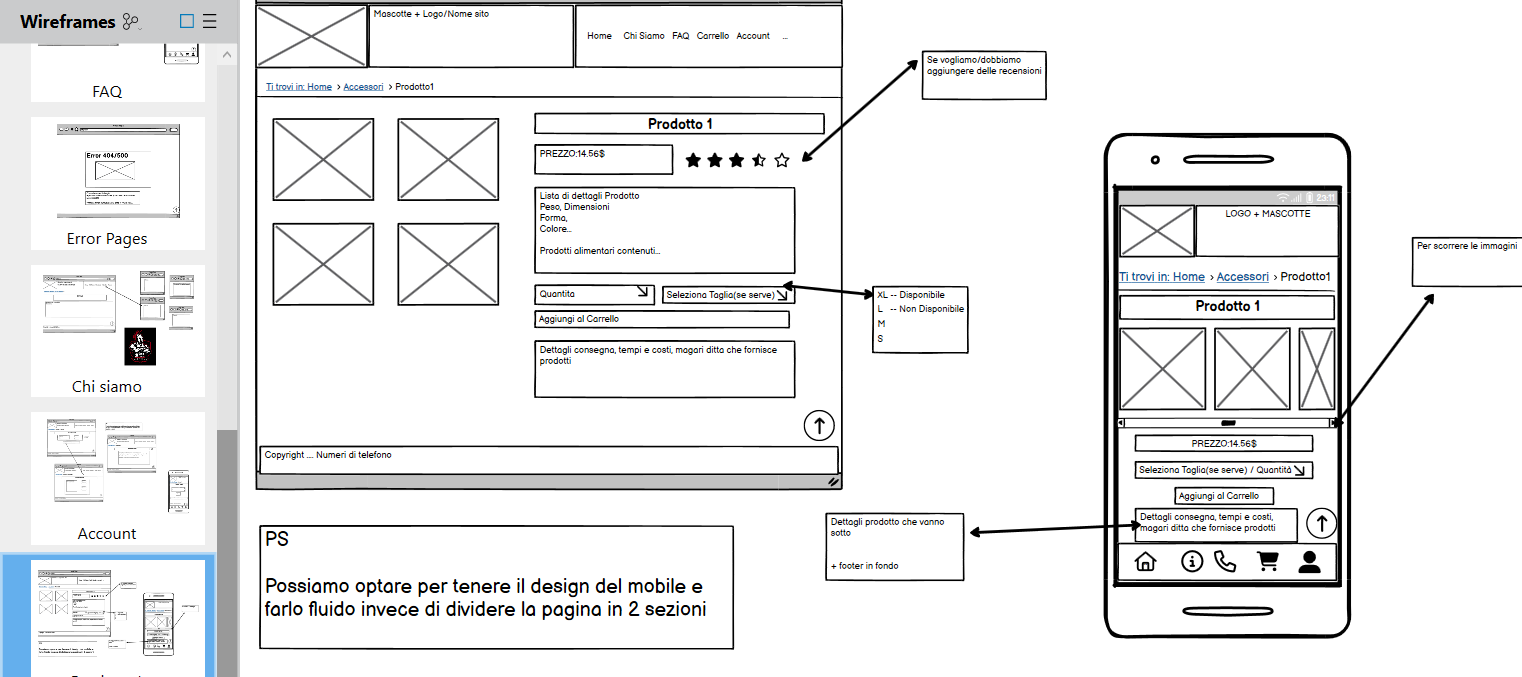 Wireframes
FAQ
Error 404/500
Error Pages
Chi siamo
Account
Mascotte + Logo/Nome sito
Home Chi Siamo FAQ Carrello Account ...
Ti trovi in: Home > Accessori > Prodotto1
Prodotto 1
PREZZO:14.56$
Lista di dettagli Prodotto
Peso, Dimensioni
Forma,
Colore...
Prodotti alimentari contenuti...
Quantita
Seleziona Taglia(se serve)
Aggiungi al Carrello
Dettagli consegna, tempi e costi, magari ditta che fornisce
prodotti
Copyright .... Numeri di telefono
Se vogliamo/dobbiamo
aggiungere delle recensioni
XL -- Disponibile
L -- Non Disponibile
M
S
PS
Possiamo optare per tenere il design del mobile e
farlo fluido invece di dividere la pagina in 2 sezioni
Dettagli prodotto che vanno
sotto
+ footer in fondo
23:11
LOGO + MASCOTTE
Ti trovi in: Home > Accessori > Prodotto1
Prodotto 1
PREZZO:14.56$
Seleziona Taglia(se serve) / Quantità
Aggiungi al Carrello
Dettagli consegna, tempi e costi,
magari ditta che fornisce prodotti
Per scorrere le immagini